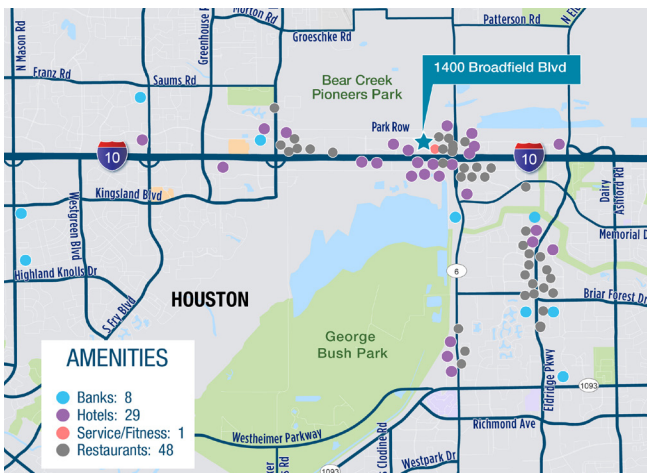 N Mason Rd
Greenhouse
Morton Rd
Groeschke Rd
Patterson Rd
Franz Rd
Saums Rd
Bear Creek
Pioneers Park
1400 Broadfield Blvd
Park Row
10
10
Kingsland Blvd
Westgreen Blvd
Dairy
Ashford Rd
Memorial D
Highland Knolls Dr
S Fry Blvd
HOUSTON
6
Briar Forest Dr
George
Bush Park
AMENITIES
Banks: 8
Hotels: 29
Service/Fitness: 1
Restaurants: 48
Eldridge Pkwy
1093
Richmond Ave
Westheimer Parkway
s Rd
1093
S Clodine Rd
Westpark Dr